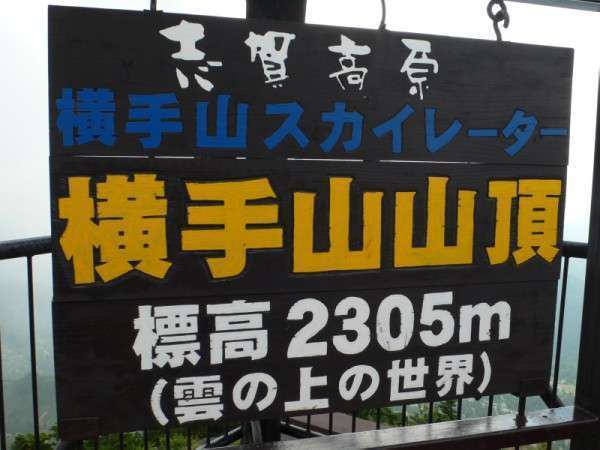 志賀高原
横手山スカイレーター
横手山山頂
標高2305m
(雲の上の世界)